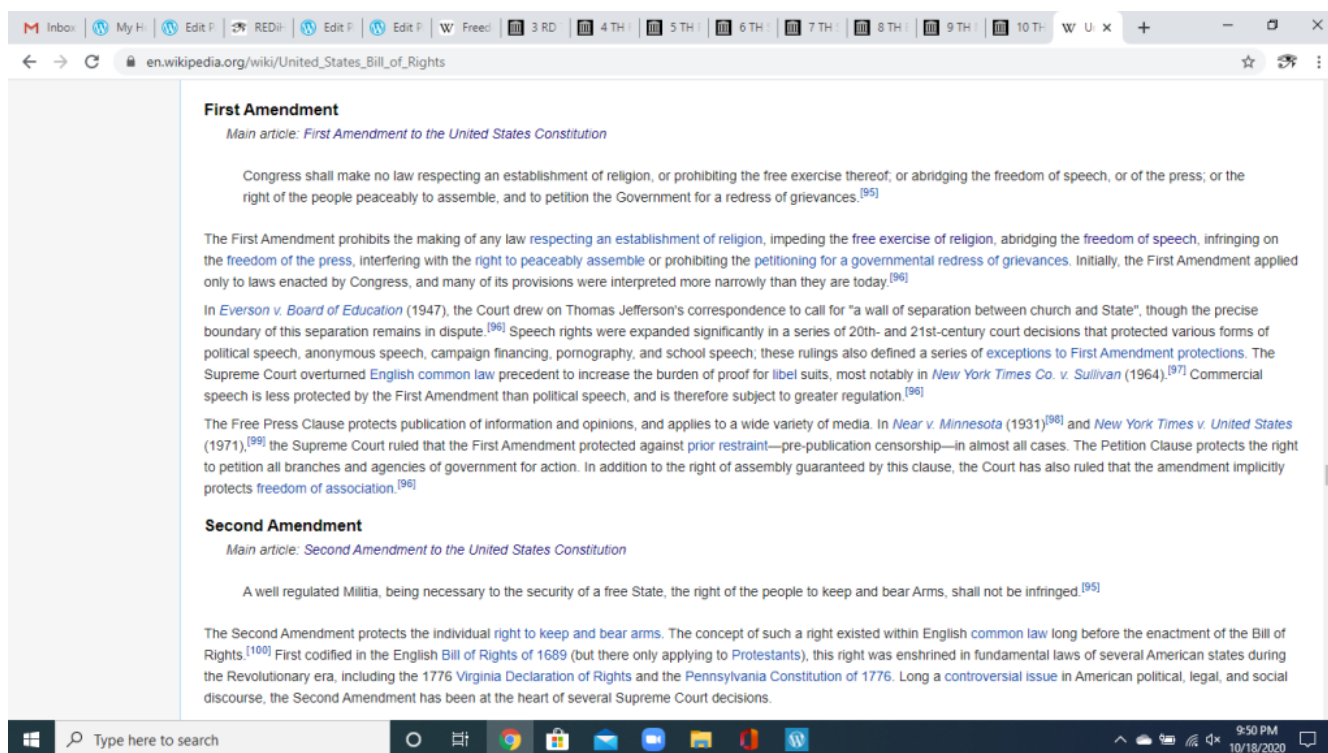 Inbox My H Edit P REDiH Edit P Edit P Freed 3 RD 4 TH 5 TH 6 TH 7 TH 8 TH 9 TH 10 TH U
en.wikipedia.org/wiki/United_States_Bill_of_Rights
First Amendment
Main article: First Amendment to the United States Constitution
Congress shall make no law respecting an establishment of religion, or prohibiting the free exercise thereof; or abridging the freedom of speech, or of the press; or the
right of the people peaceably to assemble, and to petition the Government for a redress of grievances.[95]
The First Amendment prohibits the making of any law respecting an establishment of religion, impeding the free exercise of religion, abridging the freedom of speech, infringing on
the freedom of the press, interfering with the right to peaceably assemble or prohibiting the petitioning for a governmental redress of grievances. Initially, the First Amendment applied
only to laws enacted by Congress, and many of its provisions were interpreted more narrowly than they are today.[96]
In Everson v. Board of Education (1947), the Court drew on Thomas Jefferson's correspondence to call for "a wall of separation between church and State", though the precise
boundary of this separation remains in dispute.[96] Speech rights were expanded significantly in a series of 20th- and 21st-century court decisions that protected various forms of
political speech, anonymous speech, campaign financing, pornography, and school speech; these rulings also defined a series of exceptions to First Amendment protections. The
Supreme Court overturned English common law precedent to increase the burden of proof for libel suits, most notably in New York Times Co. v. Sullivan (1964).[97] Commercial
speech is less protected by the First Amendment than political speech, and is therefore subject to greater regulation.[96]
The Free Press Clause protects publication of information and opinions, and applies to a wide variety of media. In Near v. Minnesota (1931)[98] and New York Times v. United States
(1971),[99] the Supreme Court ruled that the First Amendment protected against prior restraint—pre-publication censorship—in almost all cases. The Petition Clause protects the right
to petition all branches and agencies of government for action. In addition to the right of assembly guaranteed by this clause, the Court has also ruled that the amendment implicitly
protects freedom of association.[96]
Second Amendment
Main article: Second Amendment to the United States Constitution
A well regulated Militia, being necessary to the security of a free State, the right of the people to keep and bear Arms, shall not be infringed.[95]
The Second Amendment protects the individual right to keep and bear arms. The concept of such a right existed within English common law long before the enactment of the Bill of
Rights.[100] First codified in the English Bill of Rights of 1689 (but there only applying to Protestants), this right was enshrined in fundamental laws of several American states during
the Revolutionary era, including the 1776 Virginia Declaration of Rights and the Pennsylvania Constitution of 1776. Long a controversial issue in American political, legal, and social
discourse, the Second Amendment has been at the heart of several Supreme Court decisions.
Type here to search
9:50 PM
10/18/2020